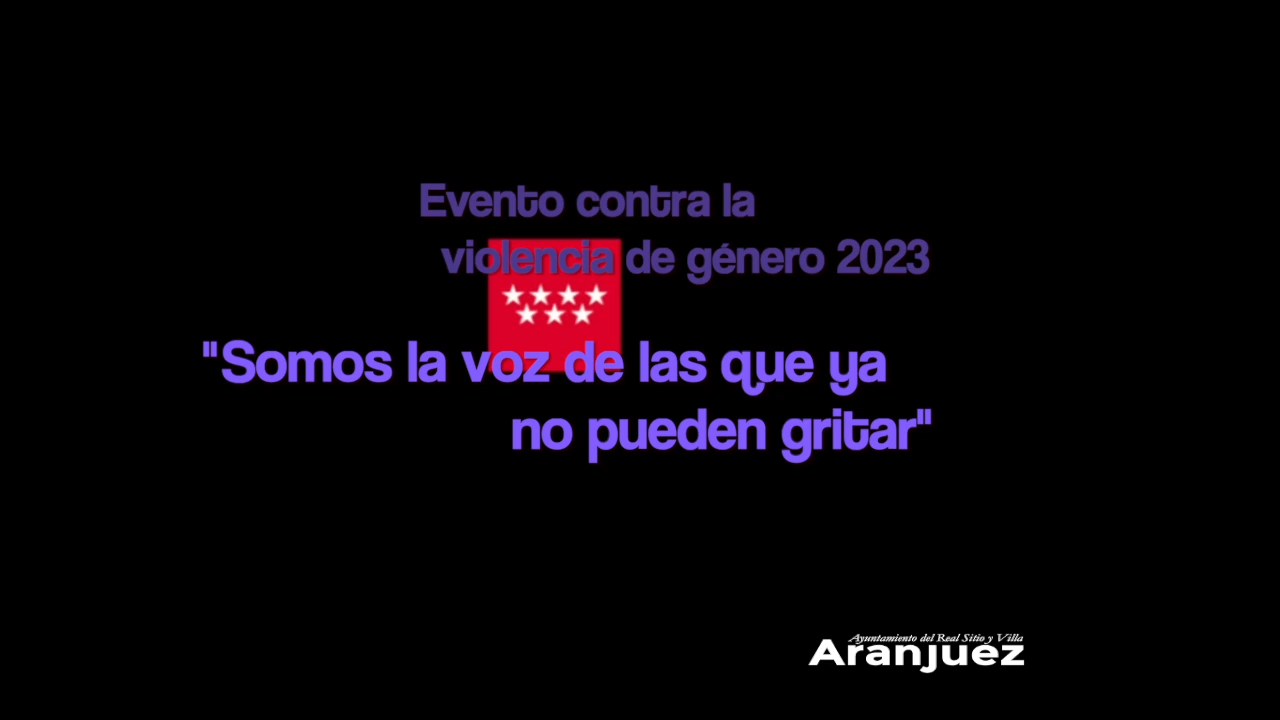 Evento contra la
violencia de género 2023
"Somos la voz de las que ya
no pueden gritar"
Ayuntamiento del Real Sitio y Villa
Aranjuez